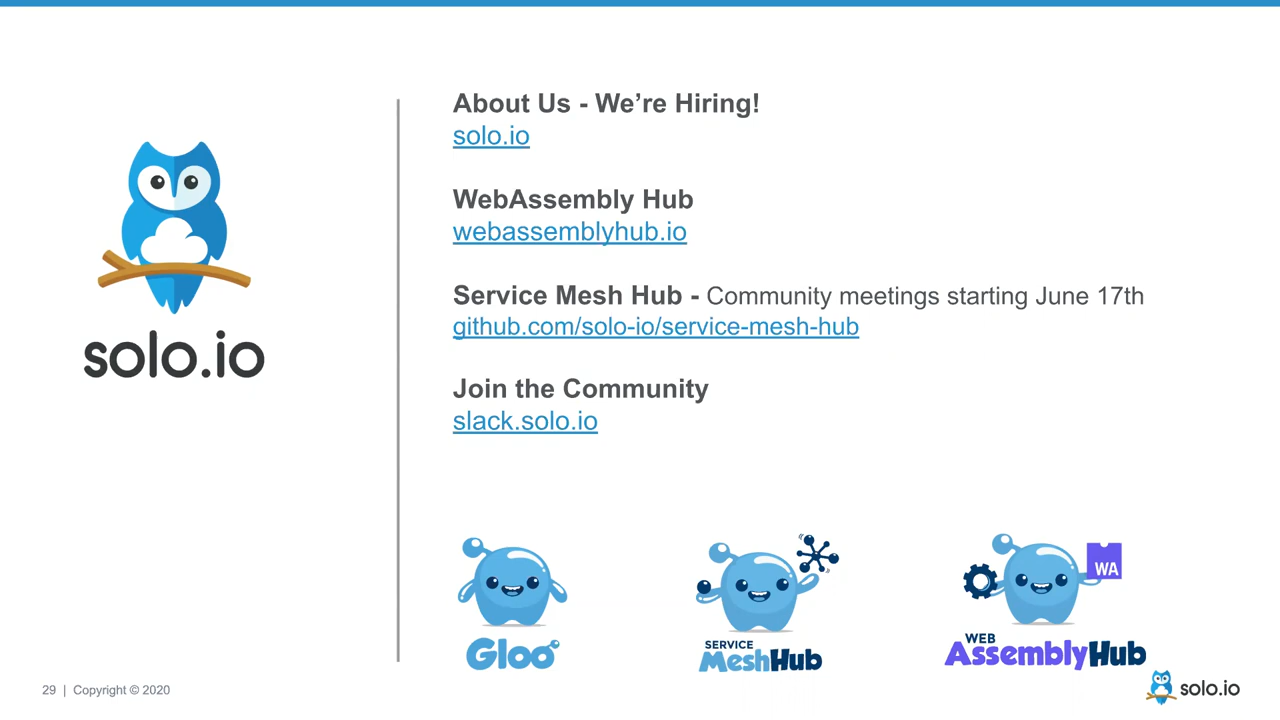 solo.io
About Us - We're Hiring!
solo.io
WebAssembly Hub
webassemblyhub.io
Service Mesh Hub - Community meetings starting June 17th
github.com/solo-io/service-mesh-hub
Join the Community
slack.solo.io
Gloo
SERVICE
MeshHub
WA
WEB
AssemblyHub
29 | Copyright © 2020
solo.io